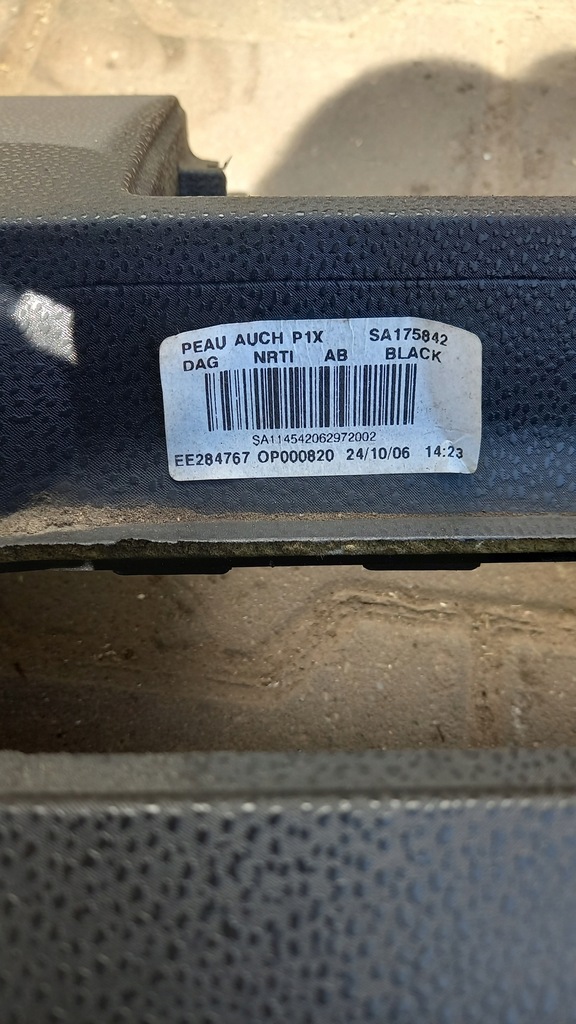 PEAU AUCH P1X SA175842
DAG NRTI AB BLACK
SA114542062972002
EE284767 OP000820 24/10/06 14:23